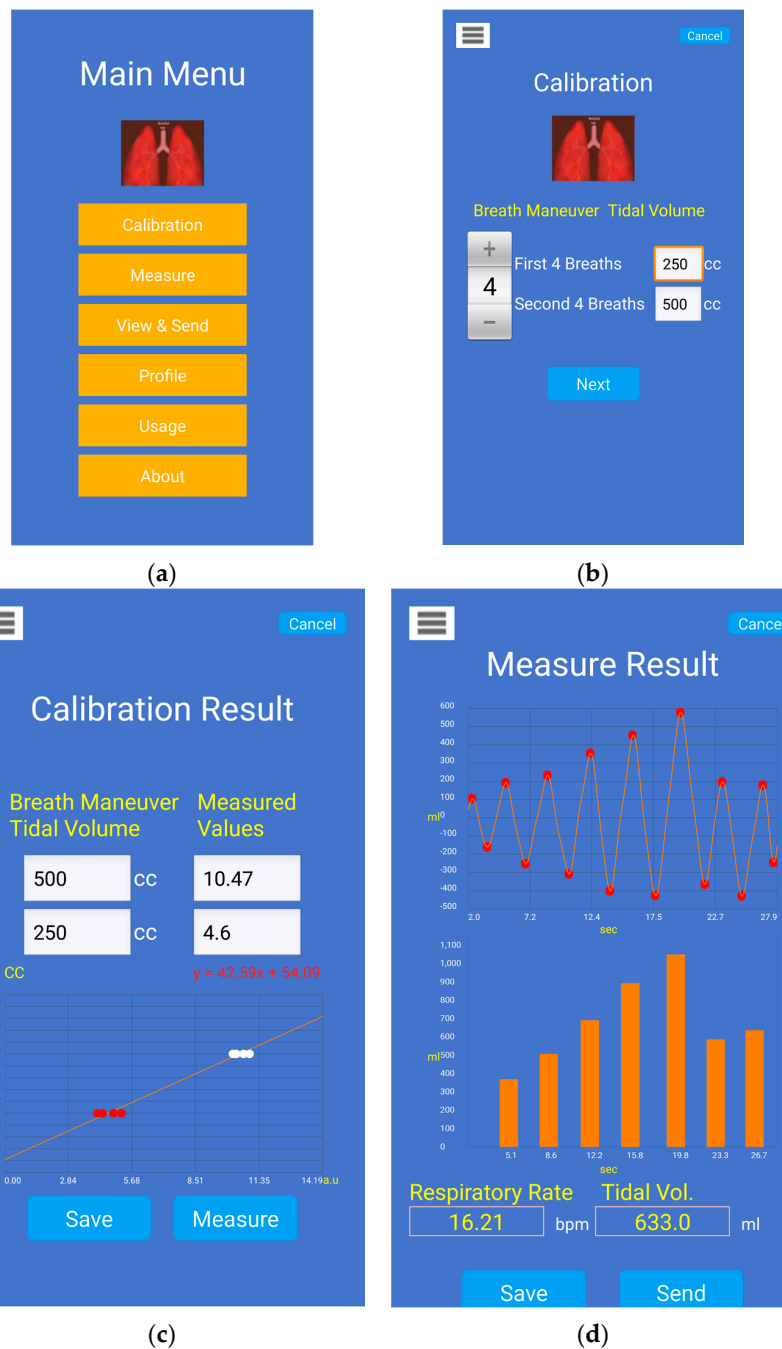 Main Menu
Calibration
Measure
View & Send
Profile
Usage
About
(a)
Cancel
Calibration
Breath Maneuver Tidal Volume
+
First 4 Breaths 250 cc
4
Second 4 Breaths 500 cc
−
Next
(b)
Cancel
Calibration Result
Breath Maneuver Measured
Tidal Volume Values
500 cc 10.47
250 cc 4.6
CC y = 42.59x + 54.09
0.00 2.84 5.68 8.51 11.35 14.19 a.u
Save Measure
(c)
Cance
Measure Result
600
500
400
300
200
100
ml 0
-100
-200
-300
-400
-500
2.0 7.2 12.4 17.5 22.7 27.9
sec
1,100
1,000
900
800
700
600
ml 500
400
300
200
100
0
5.1 8.6 12.2 15.8 19.8 23.3 26.7
sec
Respiratory Rate Tidal Vol.
16.21 bpm 633.0 ml
Save Send
(d)